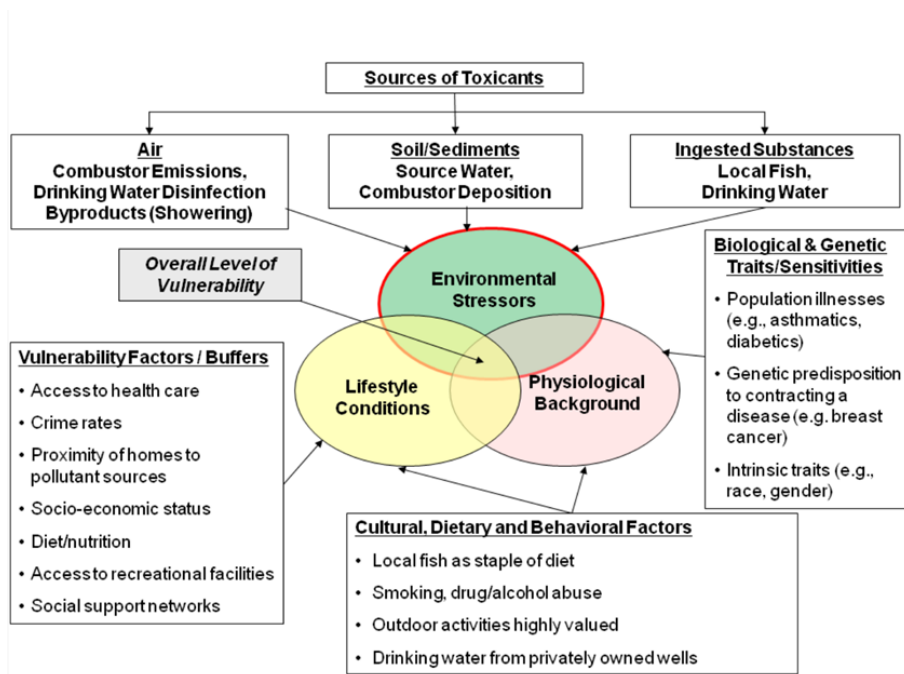 Sources of Toxicants
Air
Combustor Emissions,
Drinking Water Disinfection
Byproducts (Showering)
Soil/Sediments
Source Water,
Combustor Deposition
Ingested Substances
Local Fish,
Drinking Water
Overall Level of
Vulnerability
Environmental
Stressors
Lifestyle
Conditions
Physiological
Background
Biological & Genetic
Traits/Sensitivities
• Population illnesses
(e.g., asthmatics,
diabetics)
• Genetic predisposition
to contracting a
disease (e.g. breast
cancer)
• Intrinsic traits (e.g.,
race, gender)
Vulnerability Factors / Buffers
• Access to health care
• Crime rates
• Proximity of homes to
pollutant sources
• Socio-economic status
• Diet/nutrition
• Access to recreational facilities
• Social support networks
Cultural, Dietary and Behavioral Factors
• Local fish as staple of diet
• Smoking, drug/alcohol abuse
• Outdoor activities highly valued
• Drinking water from privately owned wells